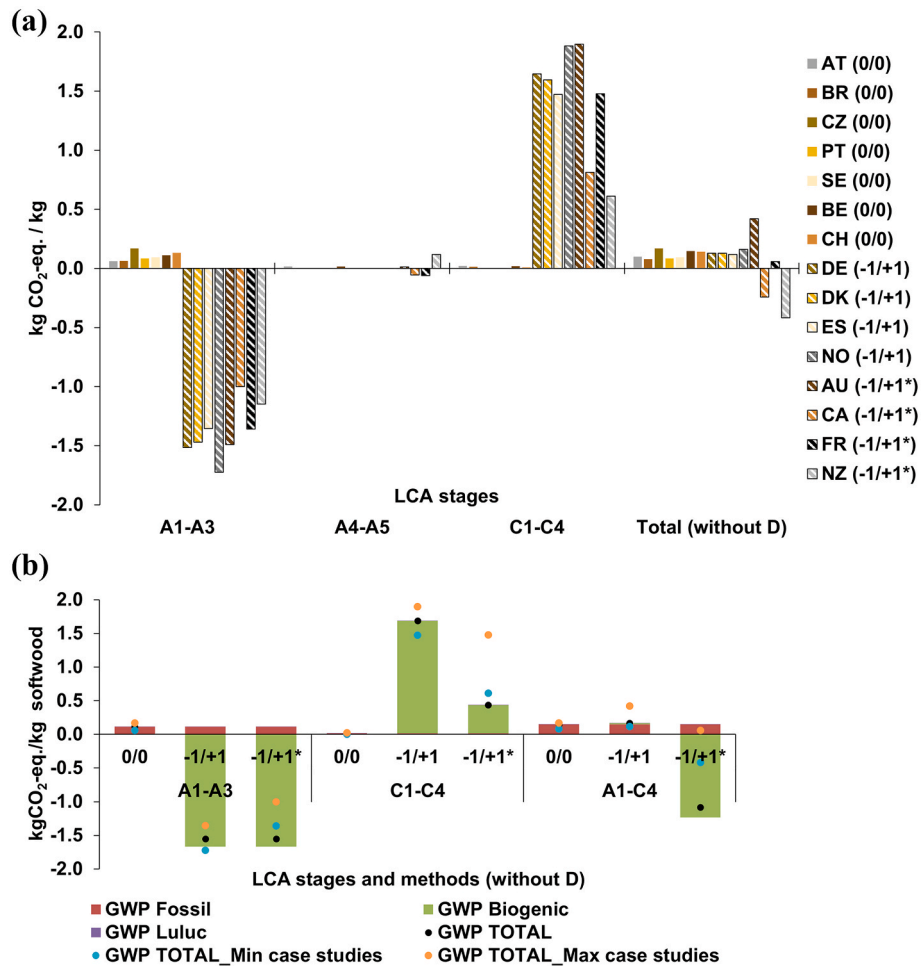 (a)
2.0
1.5
1.0
0.5
0.0
-0.5
-1.0
-1.5
-2.0
kg CO2-eq. / kg
LCA stages
A1-A3 A4-A5 C1-C4 Total (without D)
AT (0/0)
BR (0/0)
CZ (0/0)
PT (0/0)
SE (0/0)
BE (0/0)
CH (0/0)
DE (-1/+1)
DK (-1/+1)
ES (-1/+1)
NO (-1/+1)
AU (-1/+1*)
CA (-1/+1*)
FR (-1/+1*)
NZ (-1/+1*)
(b)
2.0
1.5
1.0
0.5
0.0
-0.5
-1.0
-1.5
-2.0
kgCO2-eq./kg softwood
0/0 -1/+1 -1/+1* 0/0 -1/+1 -1/+1* 0/0 -1/+1 -1/+1*
A1-A3 C1-C4 A1-C4
LCA stages and methods (without D)
GWP Fossil GWP Biogenic
GWP Luluc GWP TOTAL
GWP TOTAL_Min case studies GWP TOTAL_Max case studies